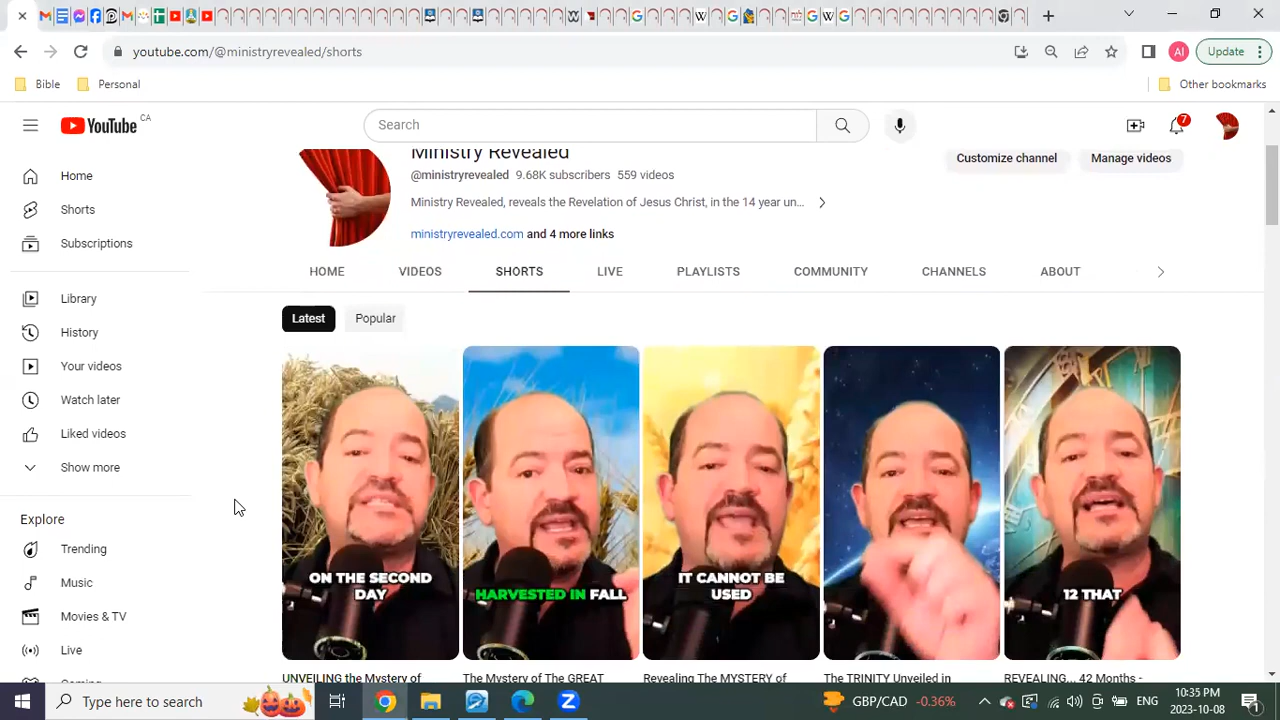 youtube.com/@ministryrevealed/shorts
AI
Update
Bible
Personal
Other bookmarks
YouTube CA
Search
7
Home
Shorts
Subscriptions
Library
History
Your videos
Watch later
Liked videos
Show more
Explore
Trending
Music
Movies & TV
Live
Ministry Revealed
@ministryrevealed 9.68K subscribers 559 videos
Ministry Revealed, reveals the Revelation of Jesus Christ, in the 14 year un...
ministryrevealed.com and 4 more links
Customize channel
Manage videos
HOME VIDEOS SHORTS LIVE PLAYLISTS COMMUNITY CHANNELS ABOUT
Latest
Popular
ON THE SECOND
DAY
HARVESTED IN FALL
IT CANNOT BE
USED
12 THAT
UNVEILING the Mystery of
The Mystery of The GREAT
Revealing The MYSTERY of
The TRINITY Unveiled in
REVEALING... 42 Months -
Type here to search
GBP/CAD -0.36%
ENG
10:35 PM
2023-10-08
1